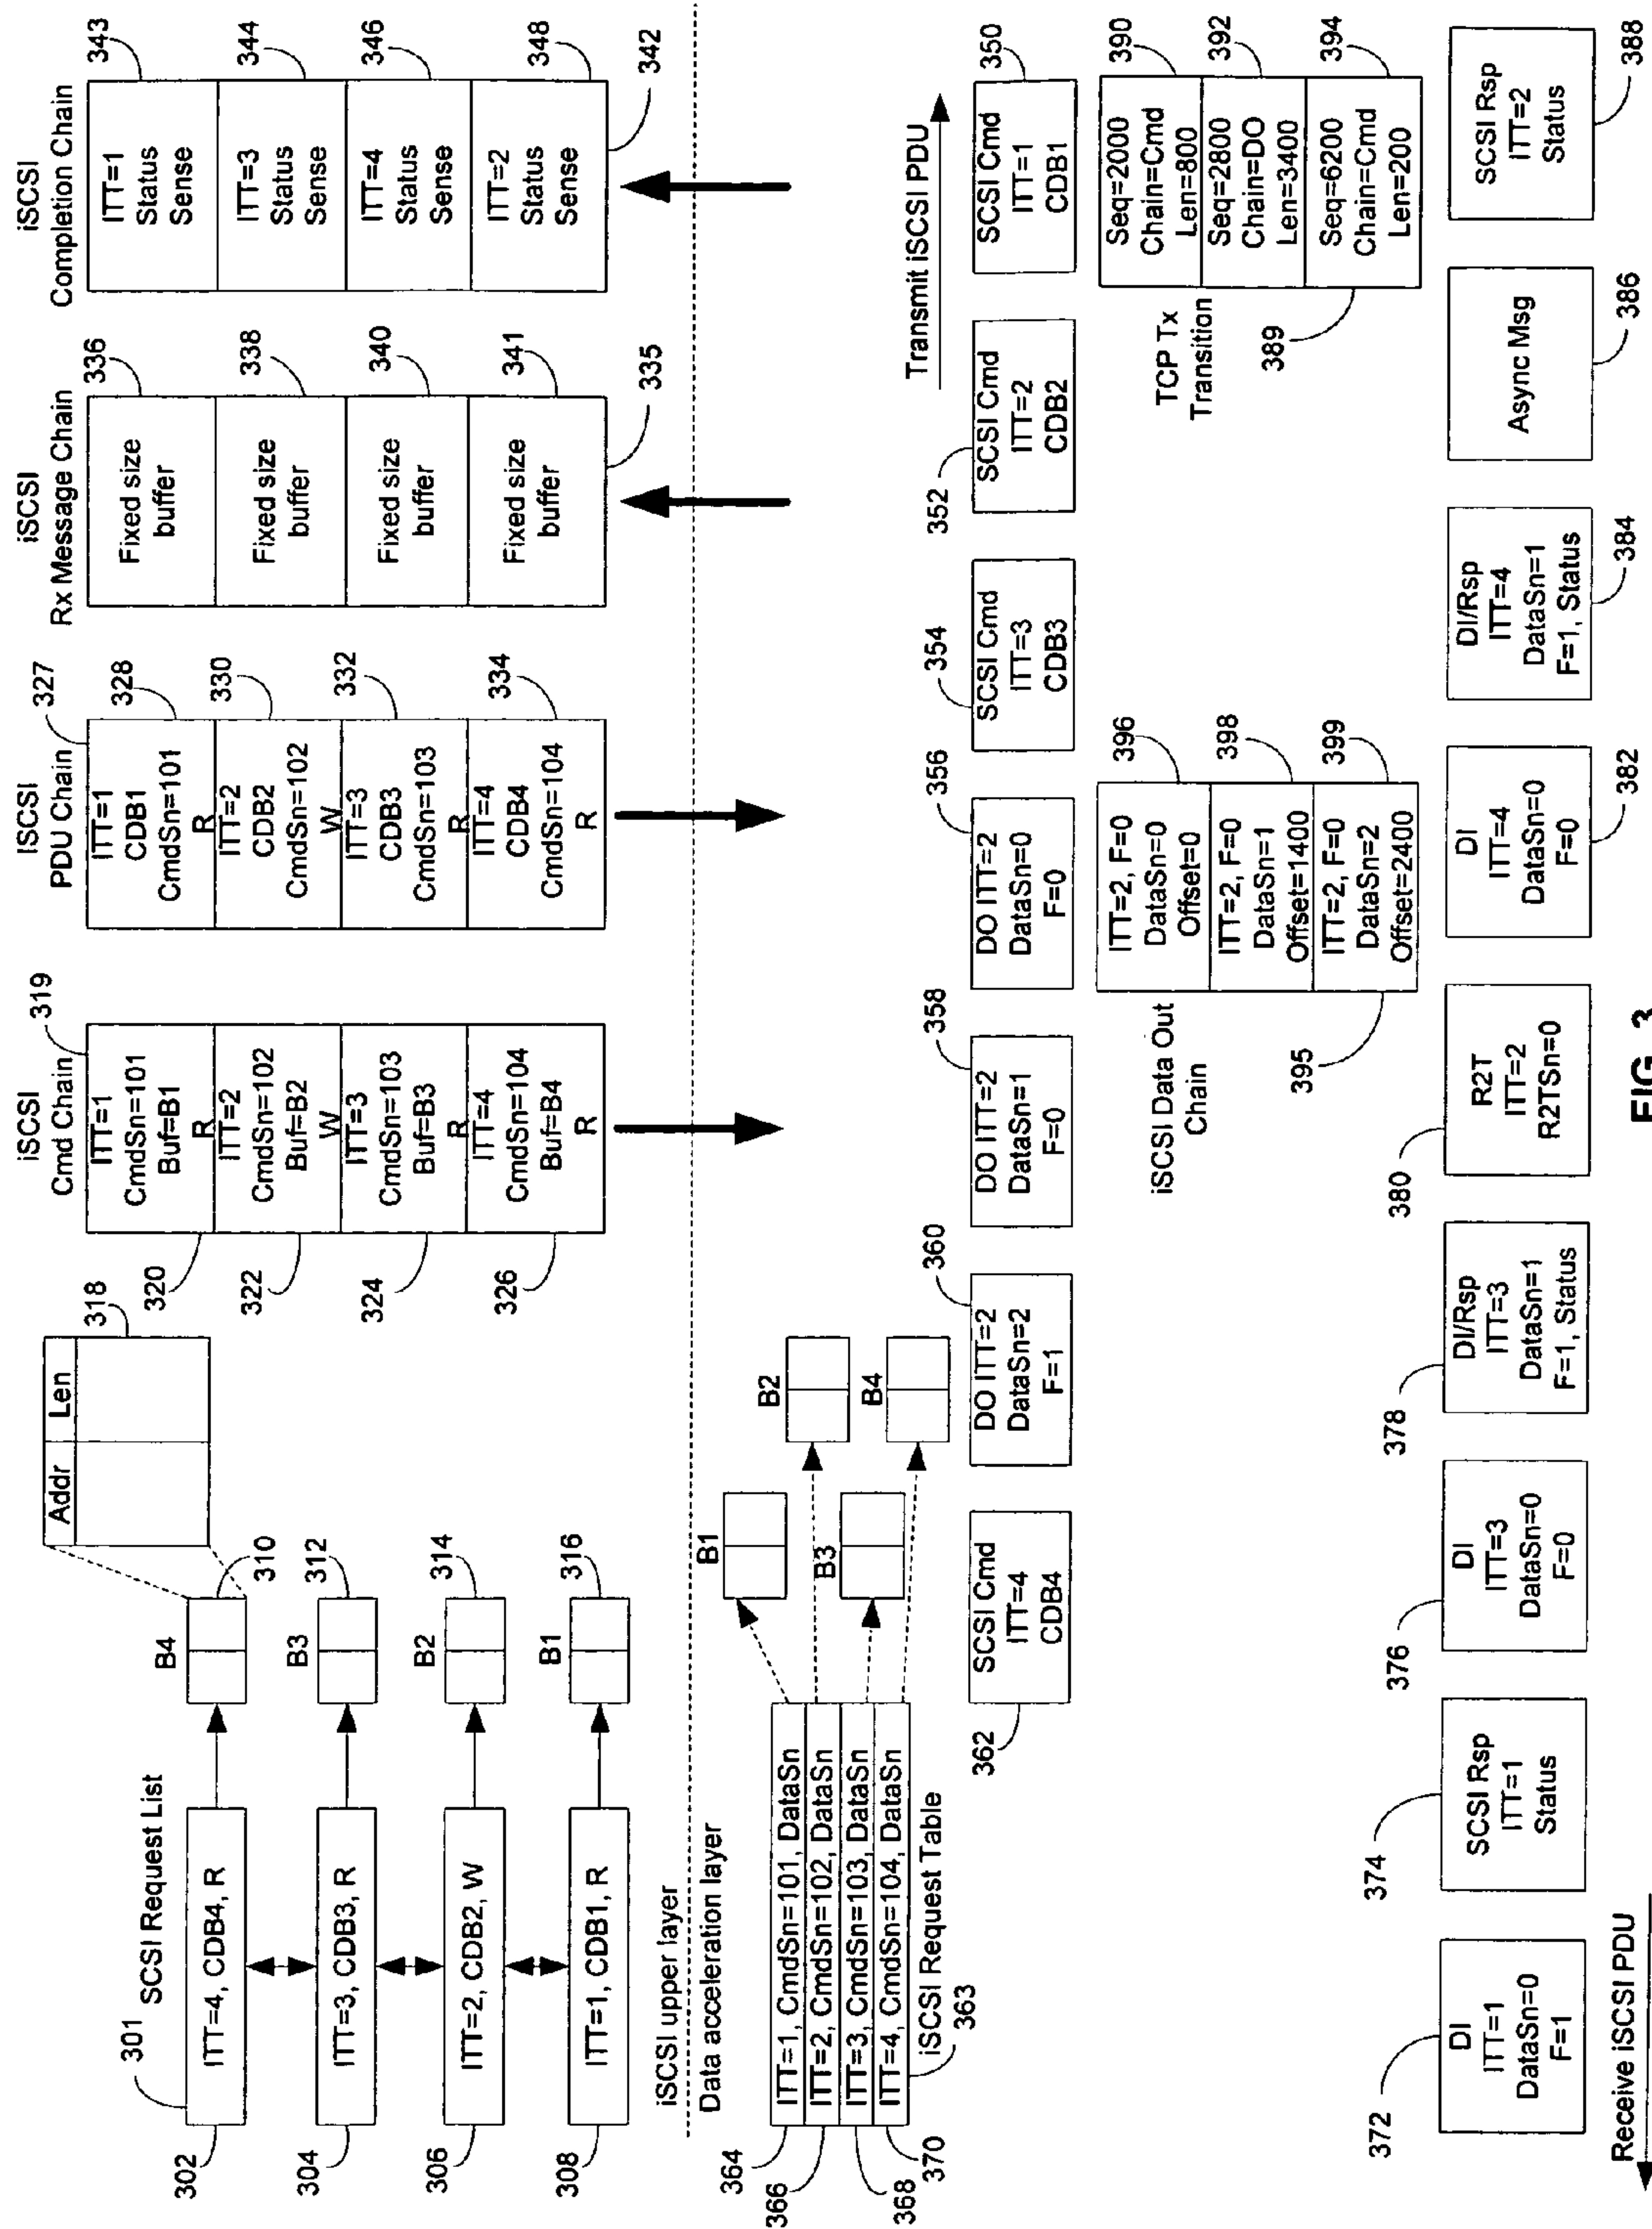 301
SCSI Request List
302
ITT=4, CDB4, R
B4
310
304
ITT=3, CDB3, R
B3
312
306
ITT=2, CDB2, W
B2
314
308
ITT=1, CDB1, R
B1
316
Addr
Len
318
iSCSI
Cmd Chain
319
ITT=1
CmdSn=101
Buf=B1
R
320
ITT=2
CmdSn=102
Buf=B2
W
322
ITT=3
CmdSn=103
Buf=B3
R
324
ITT=4
CmdSn=104
Buf=B4
R
326
ISCSI
PDU Chain
327
ITT=1
CDB1
CmdSn=101
R
328
ITT=2
CDB2
CmdSn=102
W
330
ITT=3
CDB3
CmdSn=103
R
332
ITT=4
CDB4
CmdSn=104
R
334
iSCSI
Rx Message Chain
Fixed size
buffer
336
Fixed size
buffer
338
Fixed size
buffer
340
Fixed size
buffer
341
335
iSCSI
Completion Chain
ITT=1
Status
Sense
343
ITT=3
Status
Sense
344
ITT=4
Status
Sense
346
ITT=2
Status
Sense
348
342
iSCSI upper layer
Data acceleration layer
364
ITT=1, CmdSn=101, DataSn
366
ITT=2, CmdSn=102, DataSn
368
ITT=3, CmdSn=103, DataSn
370
ITT=4, CmdSn=104, DataSn
iSCSI Request Table
363
B1
B2
B3
B4
Transmit iSCSI PDU
362
SCSI Cmd
ITT=4
CDB4
360
DO ITT=2
DataSn=2
F=1
358
DO ITT=2
DataSn=1
F=0
356
DO ITT=2
DataSn=0
F=0
354
SCSI Cmd
ITT=3
CDB3
352
SCSI Cmd
ITT=2
CDB2
350
SCSI Cmd
ITT=1
CDB1
iSCSI Data Out
Chain
395
ITT=2, F=0
DataSn=0
Offset=0
396
ITT=2, F=0
DataSn=1
Offset=1400
398
ITT=2, F=0
DataSn=2
Offset=2400
399
TCP Tx
Transition
389
Seq=2000
Chain=Cmd
Len=800
390
Seq=2800
Chain=DO
Len=3400
392
Seq=6200
Chain=Cmd
Len=200
394
372
DI
ITT=1
DataSn=0
F=1
374
SCSI Rsp
ITT=1
Status
376
DI
ITT=3
DataSn=0
F=0
378
DI/Rsp
ITT=3
DataSn=1
F=1, Status
380
R2T
ITT=2
R2TSn=0
DI
ITT=4
DataSn=0
F=0
382
DI/Rsp
ITT=4
DataSn=1
F=1, Status
384
Async Msg
386
SCSI Rsp
ITT=2
Status
388
Receive iSCSI PDU
FIG. 3